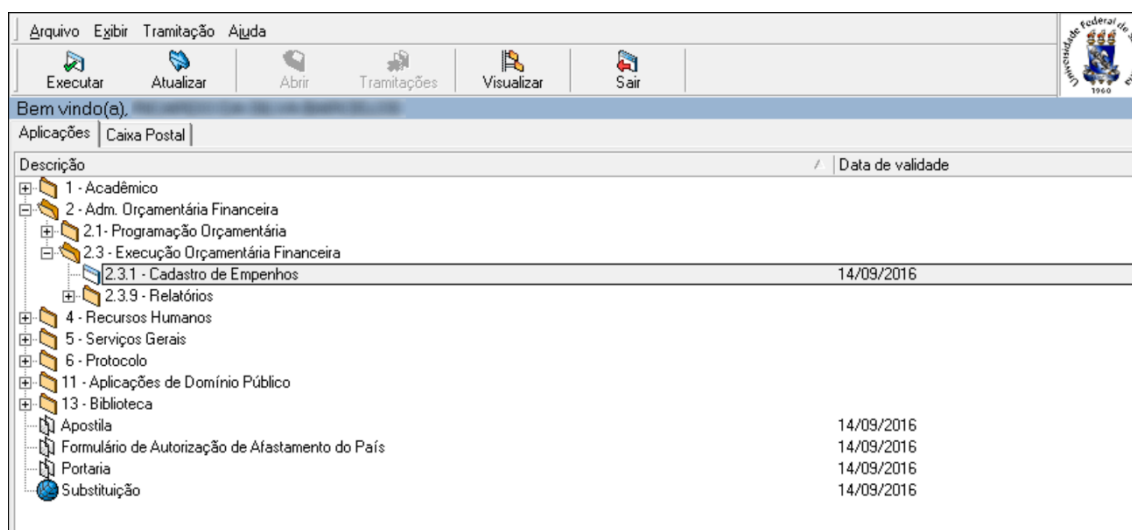 Arquivo Exibir Tramitação Ajuda
Executar Atualizar Abrir Tramitações Visualizar Sair
Universidade Federal de
1960
Bem vindo(a),
Aplicações Caixa Postal
Descrição Data de validade
1 - Acadêmico
2 - Adm. Orçamentária Financeira
2.1- Programação Orçamentária
2.3 - Execução Orçamentária Financeira
2.3.1 - Cadastro de Empenhos 14/09/2016
2.3.9 - Relatórios
4 - Recursos Humanos
5 - Serviços Gerais
6 - Protocolo
11 - Aplicações de Domínio Público
13 - Biblioteca
Apostila 14/09/2016
Formulário de Autorização de Afastamento do País 14/09/2016
Portaria 14/09/2016
Substituição 14/09/2016